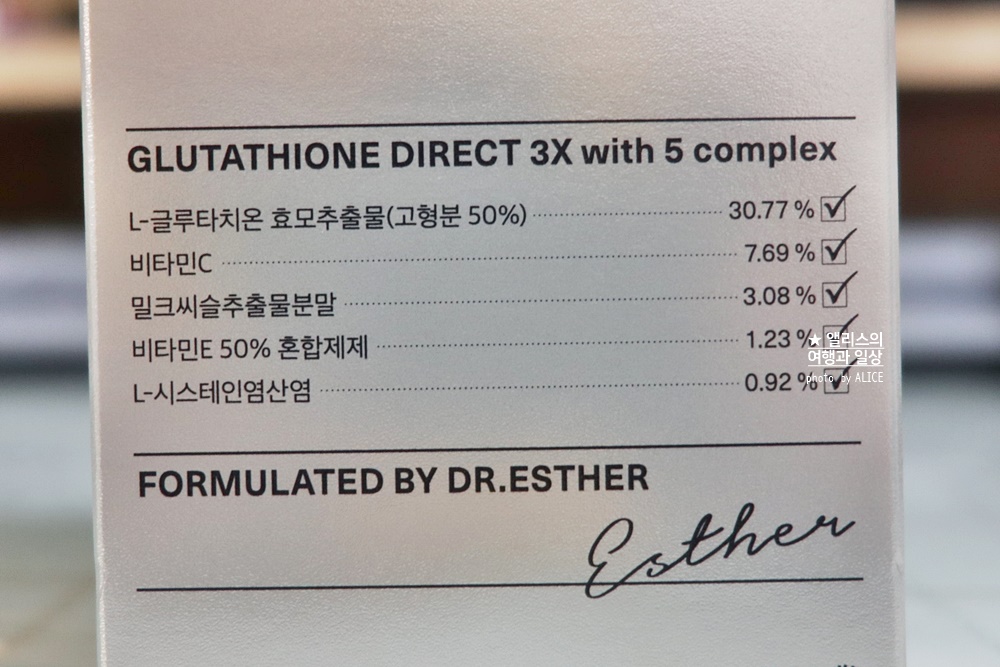 GLUTATHIONE DIRECT 3X with 5 complex
L-글루타치온 효모추출물(고형분 50%) 30.77 %
비타민C 7.69 %
밀크씨슬추출물분말 3.08 %
비타민E 50% 혼합제제 1.23 %
L-시스테인염산염 0.92 %
★ 앨리스의
여행과 일상
photo by ALICE
FORMULATED BY DR.ESTHER
Esther